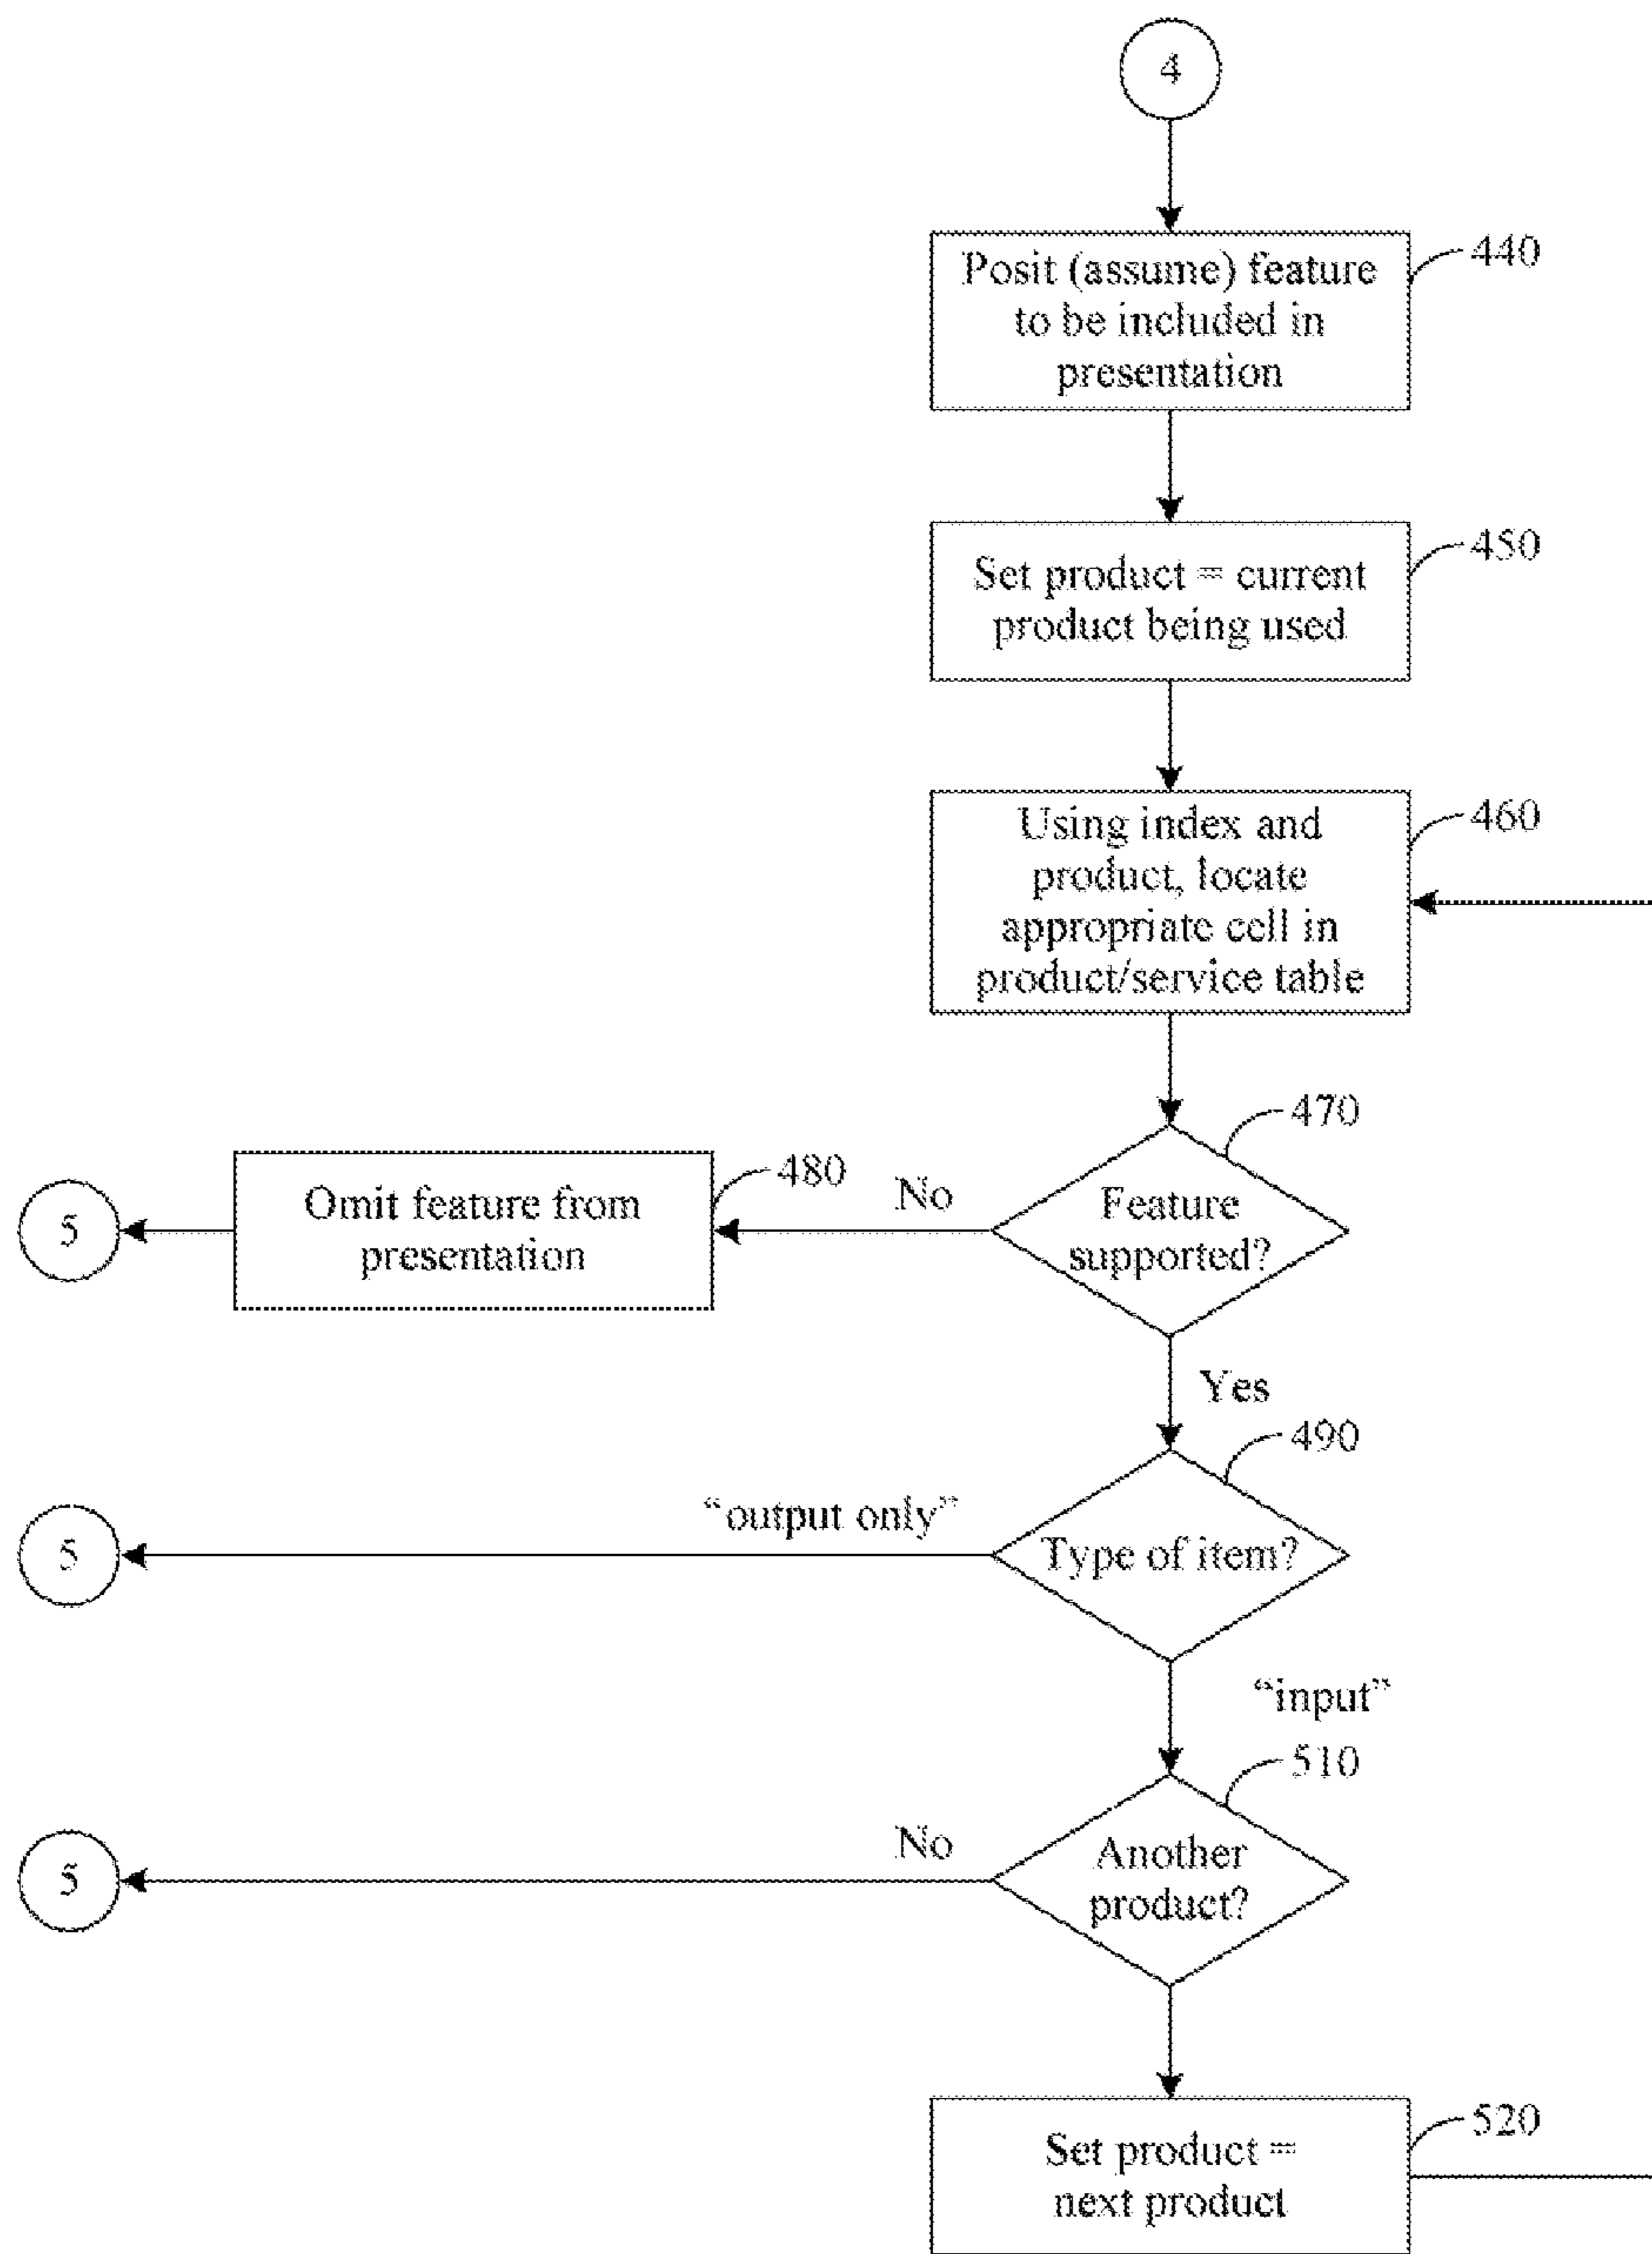 4
Posit (assume) feature
to be included in
presentation
440
Set product = current
product being used
450
Using index and
product, locate
appropriate cell in
product/service table
460
470
Feature
supported?
No
480
Omit feature from
presentation
5
Yes
490
Type of item?
“output only”
5
“input”
510
Another
product?
No
5
Set product =
next product
520